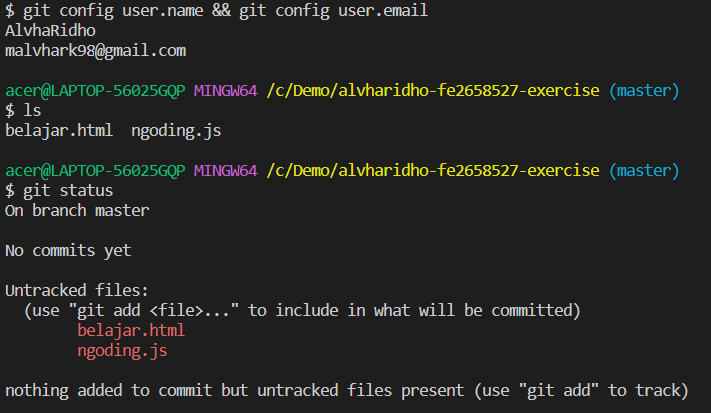 $ git config user.name && git config user.email
AlvhaRidho
malvhark98@gmail.com
acer@LAPTOP-56025GQP MINGW64 /c/Demo/alvharidho-fe2658527-exercise (master)
$ ls
belajar.html  ngoding.js
acer@LAPTOP-56025GQP MINGW64 /c/Demo/alvharidho-fe2658527-exercise (master)
$ git status
On branch master
No commits yet
Untracked files:
  (use "git add <file>..." to include in what will be committed)
        belajar.html
        ngoding.js
nothing added to commit but untracked files present (use "git add" to track)